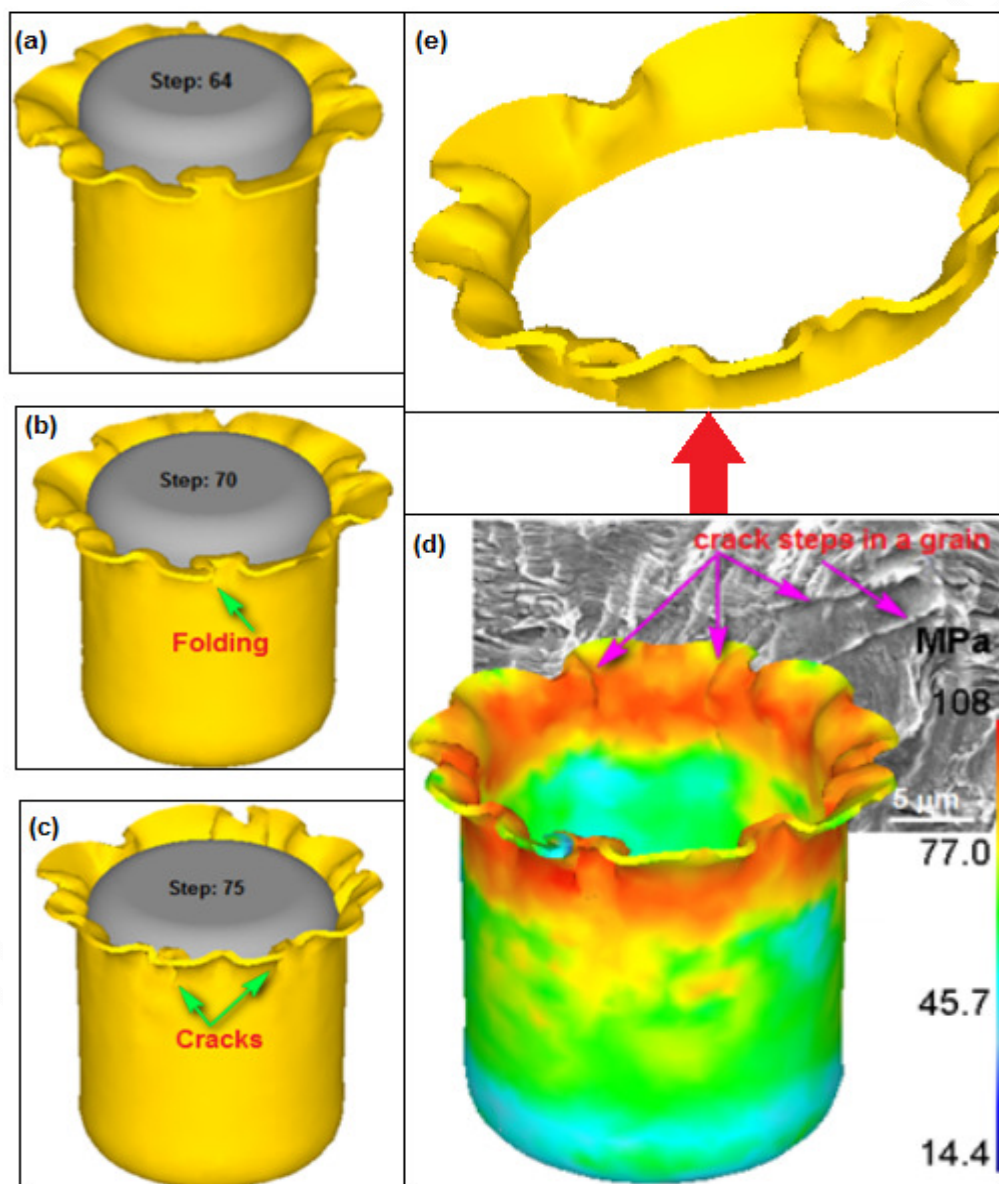 (a)
Step: 64
(b)
Step: 70
Folding
(c)
Step: 75
Cracks
(e)
(d)
crack steps in a grain
MPa
108
5 μm
77.0
45.7
14.4